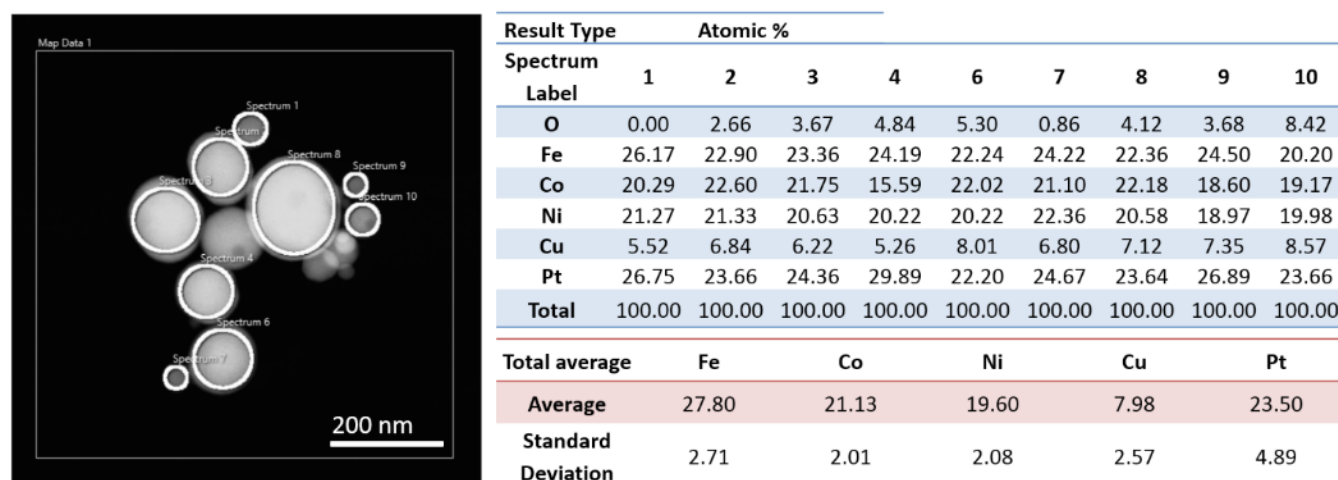 Map Data 1
Spectrum 1
Spectrum
Spectrum 8
Spectrum 3
Spectrum 9
Spectrum 10
Spectrum 4
Spectrum 6
Spectrum 7
200 nm
Result Type Atomic %
Spectrum Label 1 2 3 4 6 7 8 9 10
O 0.00 2.66 3.67 4.84 5.30 0.86 4.12 3.68 8.42
Fe 26.17 22.90 23.36 24.19 22.24 24.22 22.36 24.50 20.20
Co 20.29 22.60 21.75 15.59 22.02 21.10 22.18 18.60 19.17
Ni 21.27 21.33 20.63 20.22 20.22 22.36 20.58 18.97 19.98
Cu 5.52 6.84 6.22 5.26 8.01 6.80 7.12 7.35 8.57
Pt 26.75 23.66 24.36 29.89 22.20 24.67 23.64 26.89 23.66
Total 100.00 100.00 100.00 100.00 100.00 100.00 100.00 100.00 100.00
Total average Fe Co Ni Cu Pt
Average 27.80 21.13 19.60 7.98 23.50
Standard Deviation 2.71 2.01 2.08 2.57 4.89